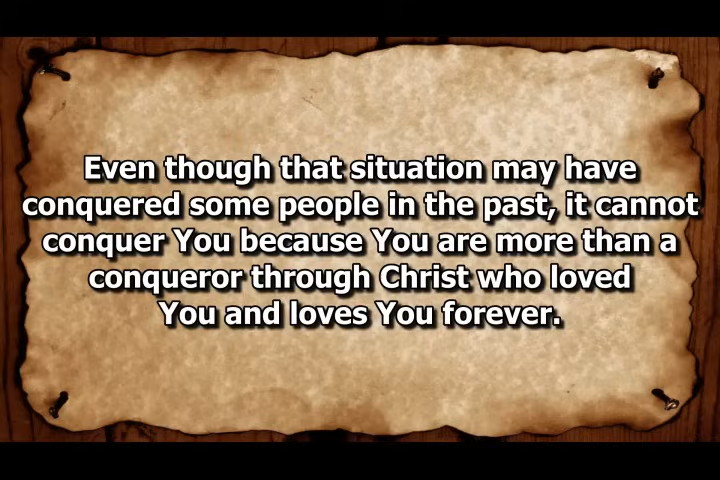 Even though that situation may have
conquered some people in the past, it cannot
conquer You because You are more than a
conqueror through Christ who loved
You and loves You forever.